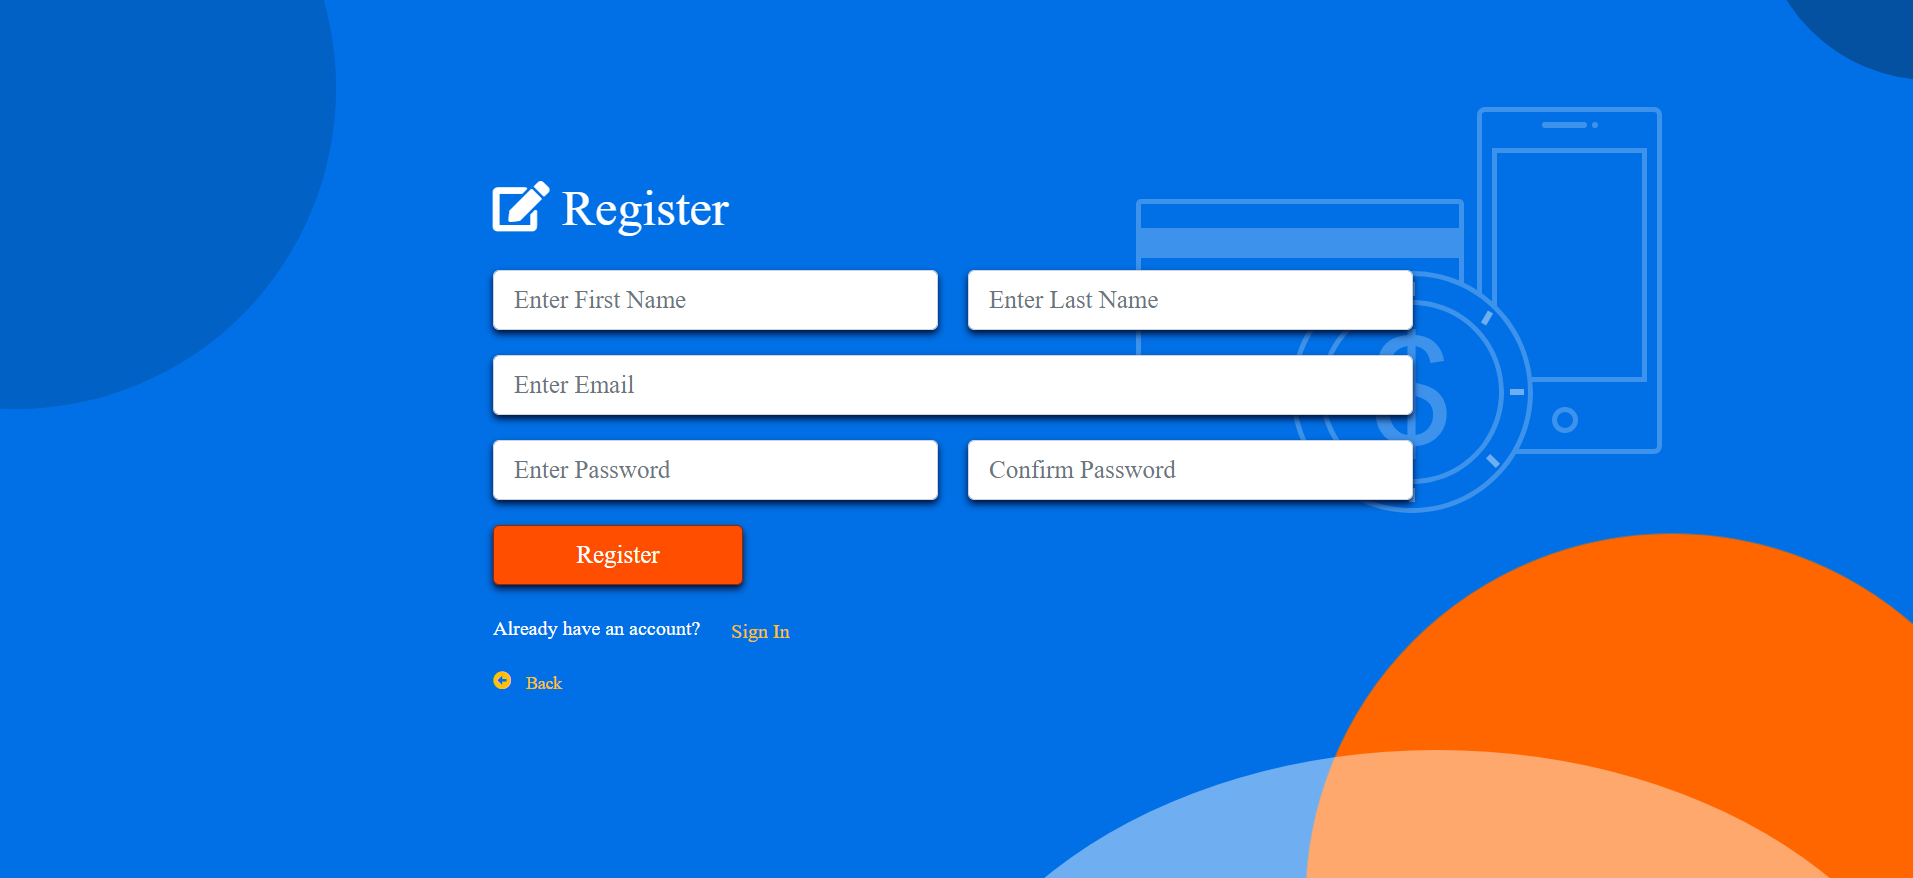 Register
Enter First Name
Enter Last Name
Enter Email
Enter Password
Confirm Password
Register
Already have an account? Sign In
Back
$